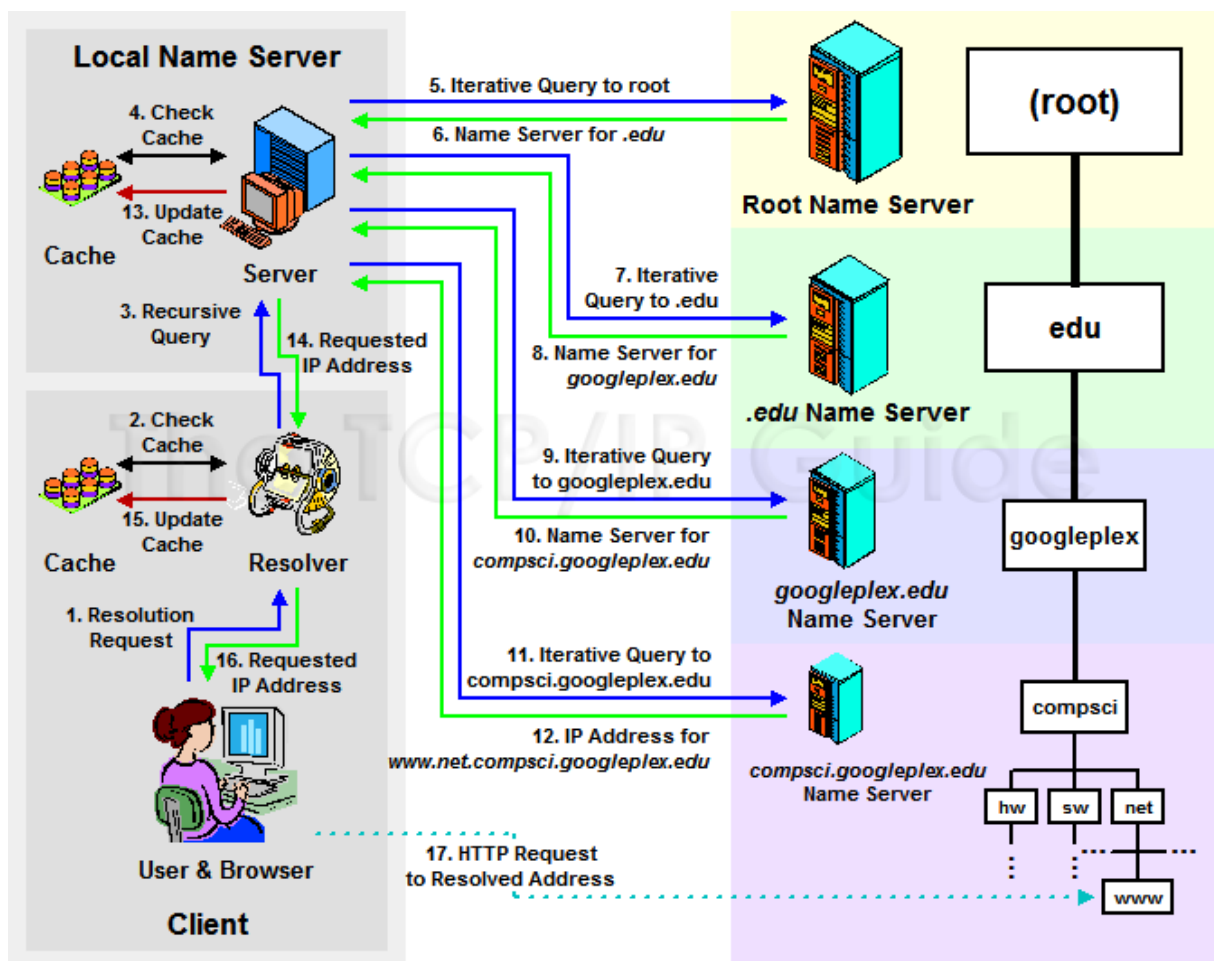 Local Name Server
4. Check
Cache
13. Update
Cache
Cache
Server
3. Recursive
Query
14. Requested
IP Address
2. Check
Cache
15. Update
Cache
Cache
Resolver
1. Resolution
Request
16. Requested
IP Address
User & Browser
Client
5. Iterative Query to root
6. Name Server for .edu
7. Iterative
Query to .edu
8. Name Server for
googleplex.edu
9. Iterative Query
to googleplex.edu
10. Name Server for
compsci.googleplex.edu
11. Iterative Query to
compsci.googleplex.edu
12. IP Address for
www.net.compsci.googleplex.edu
17. HTTP Request
to Resolved Address
Root Name Server
.edu Name Server
googleplex.edu
Name Server
compsci.googleplex.edu
Name Server
(root)
edu
googleplex
compsci
hw
sw
net
www
The TCP/IP Guide